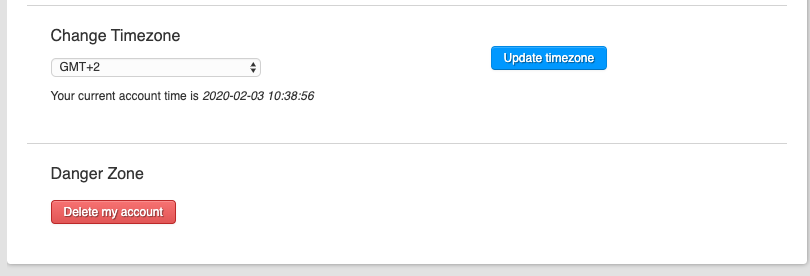 Change Timezone
GMT+2
Update timezone
Your current account time is 2020-02-03 10:38:56
Danger Zone
Delete my account